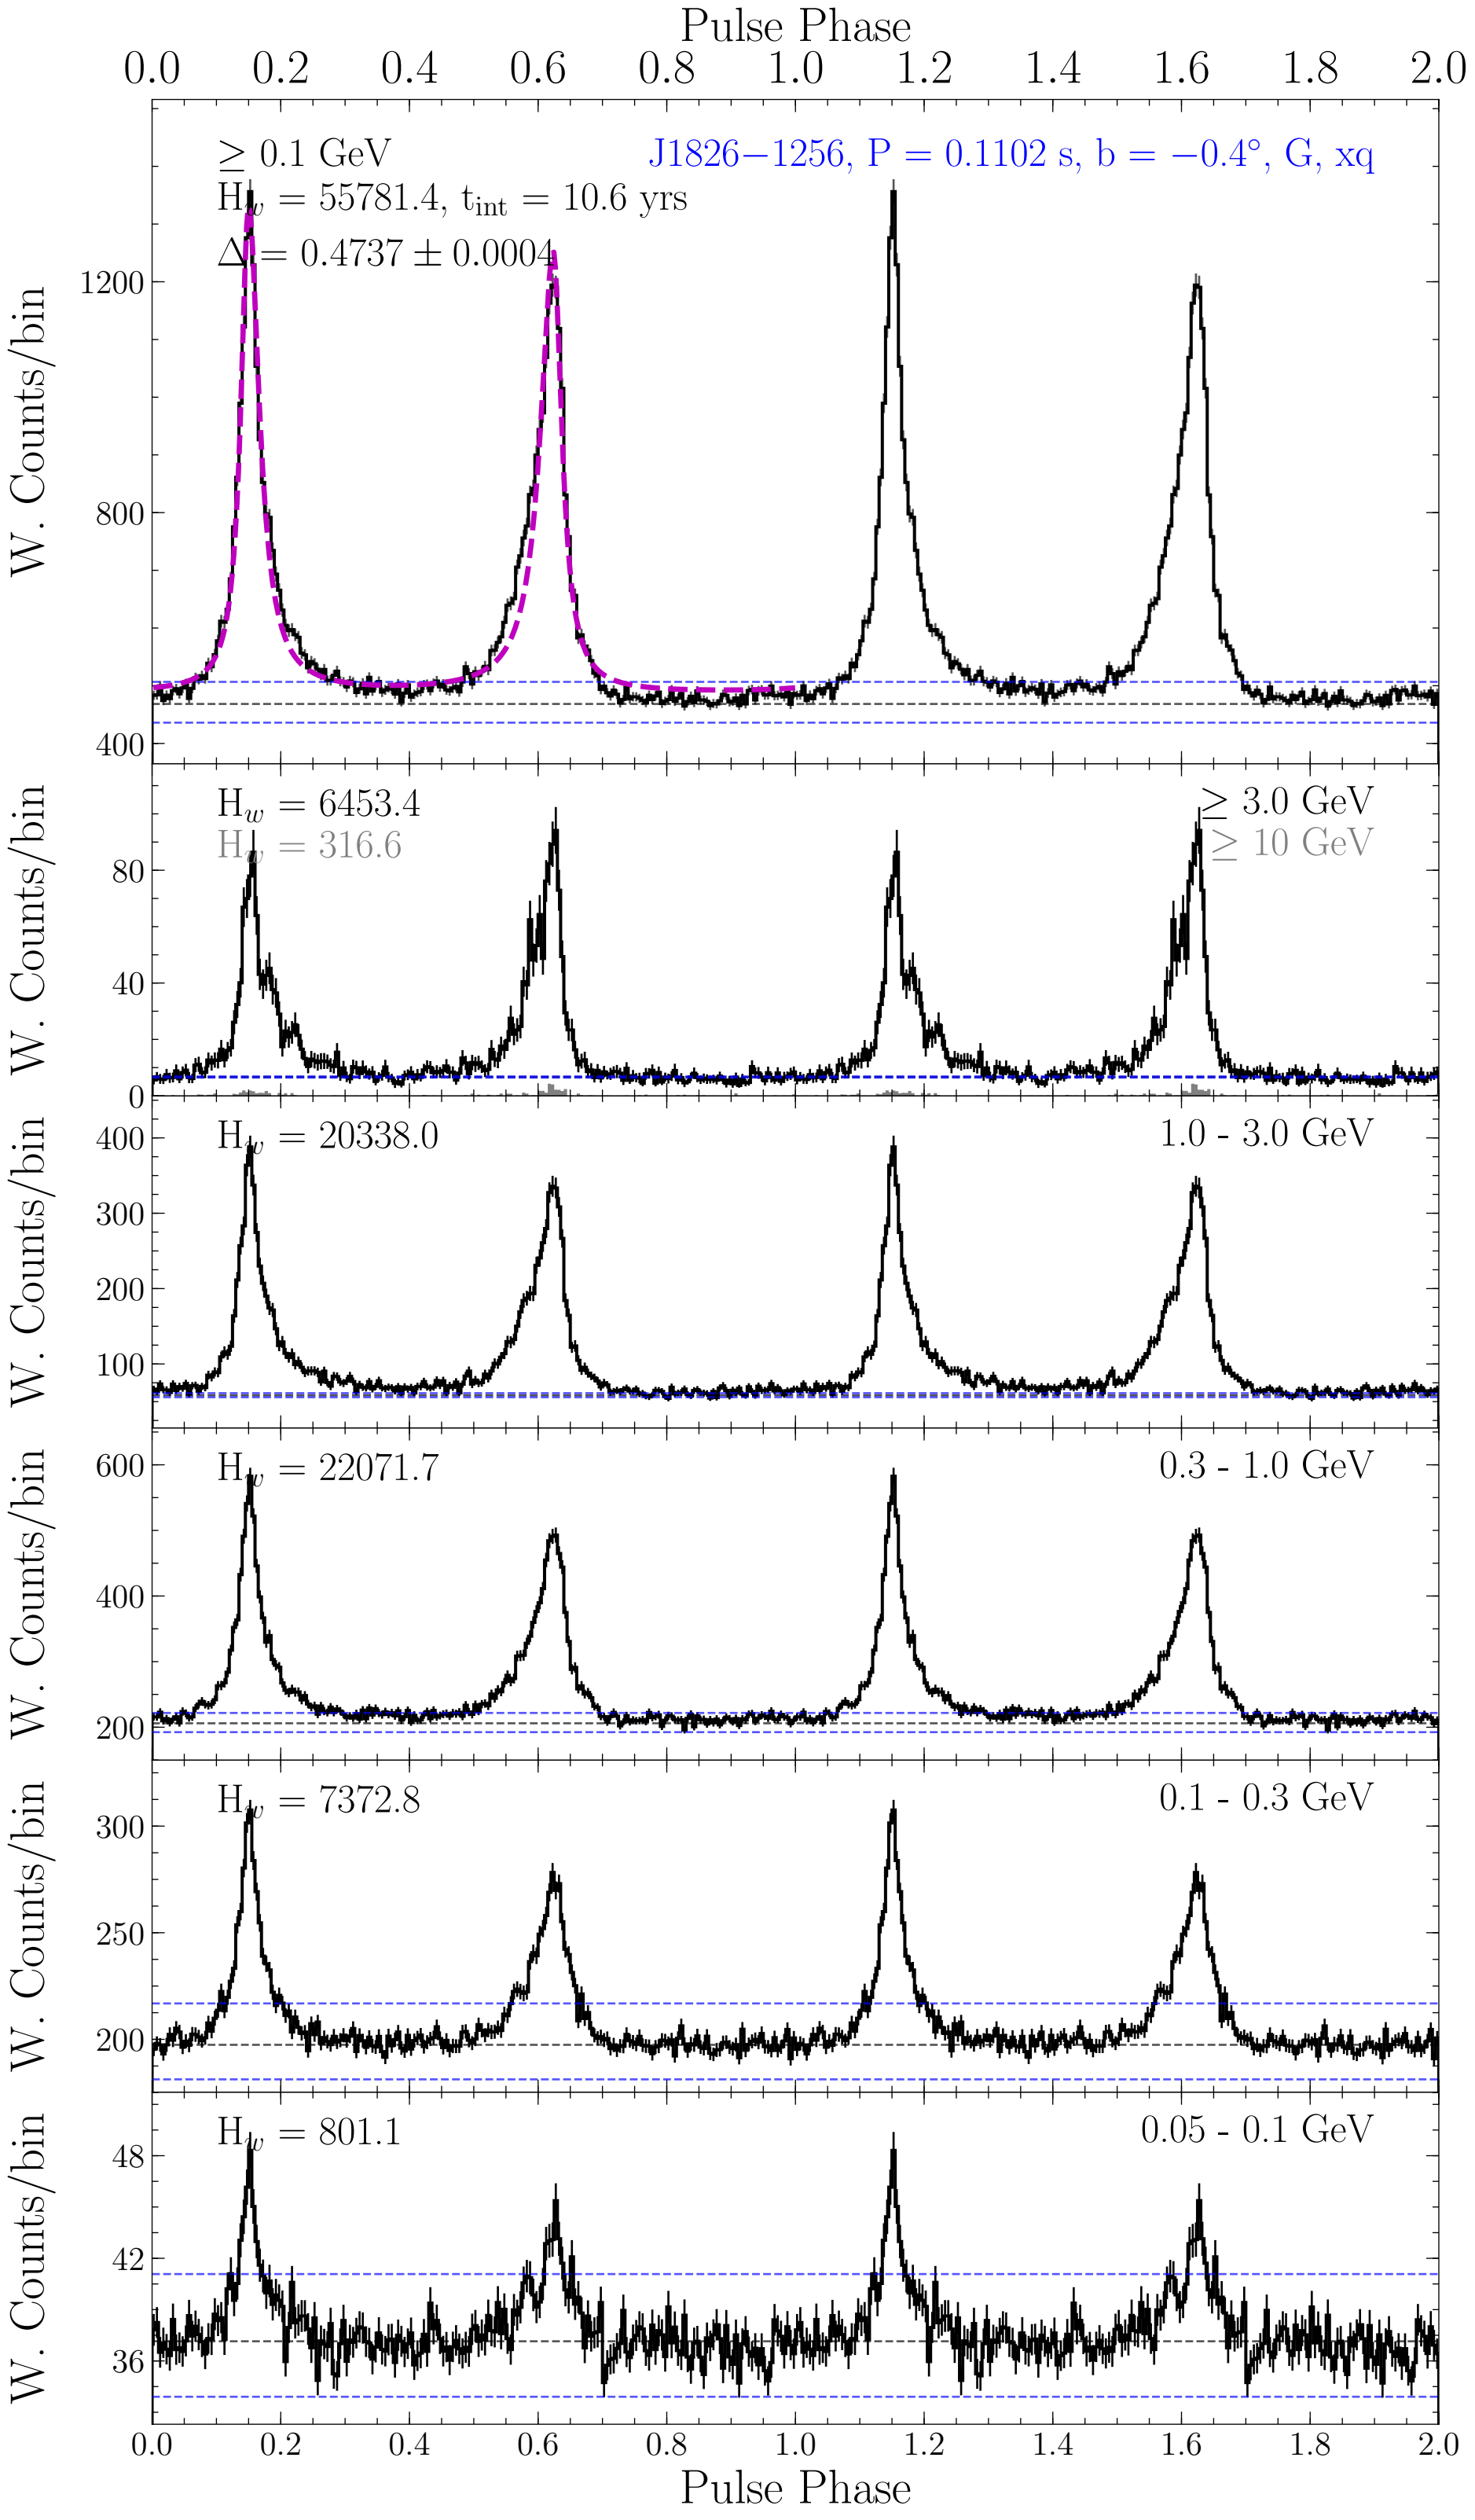 Pulse Phase
0.0 0.2 0.4 0.6 0.8 1.0 1.2 1.4 1.6 1.8 2.0
≥ 0.1 GeV
J1826−1256, P = 0.1102 s, b = −0.4°, G, xq
H_w = 55781.4, t_int = 10.6 yrs
Δ = 0.4737 ± 0.0004
W. Counts/bin
1200
800
400
H_w = 6453.4
≥ 3.0 GeV
H_w = 316.6
≥ 10 GeV
W. Counts/bin
80
40
0
H_w = 20338.0
1.0 - 3.0 GeV
W. Counts/bin
400
300
200
100
H_w = 22071.7
0.3 - 1.0 GeV
W. Counts/bin
600
400
200
H_w = 7372.8
0.1 - 0.3 GeV
W. Counts/bin
300
250
200
H_w = 801.1
0.05 - 0.1 GeV
W. Counts/bin
48
42
36
0.0 0.2 0.4 0.6 0.8 1.0 1.2 1.4 1.6 1.8 2.0
Pulse Phase